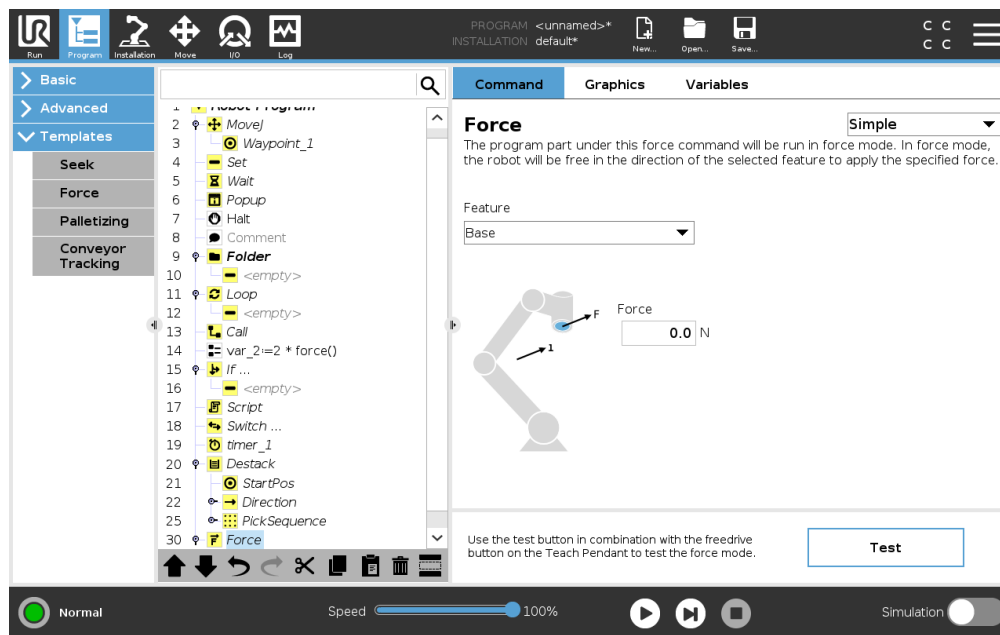 PROGRAM <unnamed>*
INSTALLATION default*
C C
C C
UR
Run
Program
Installation
Move
I/O
Log
New...
Open...
Save...
Basic
Advanced
Templates
Seek
Force
Palletizing
Conveyor
Tracking
1 Robot Program
2 MoveJ
3 Waypoint_1
4 Set
5 Wait
6 Popup
7 Halt
8 Comment
9 Folder
10 <empty>
11 Loop
12 <empty>
13 Call
14 var_2:=2 * force()
15 If ...
16 <empty>
17 Script
18 Switch ...
19 timer_1
20 Destack
21 StartPos
22 Direction
25 PickSequence
30 Force
Command Graphics Variables
Force
Simple
The program part under this force command will be run in force mode. In force mode,
the robot will be free in the direction of the selected feature to apply the specified force.
Feature
Base
F
1
Force
0.0 N
Use the test button in combination with the freedrive
button on the Teach Pendant to test the force mode.
Test
Normal
Speed 100%
Simulation